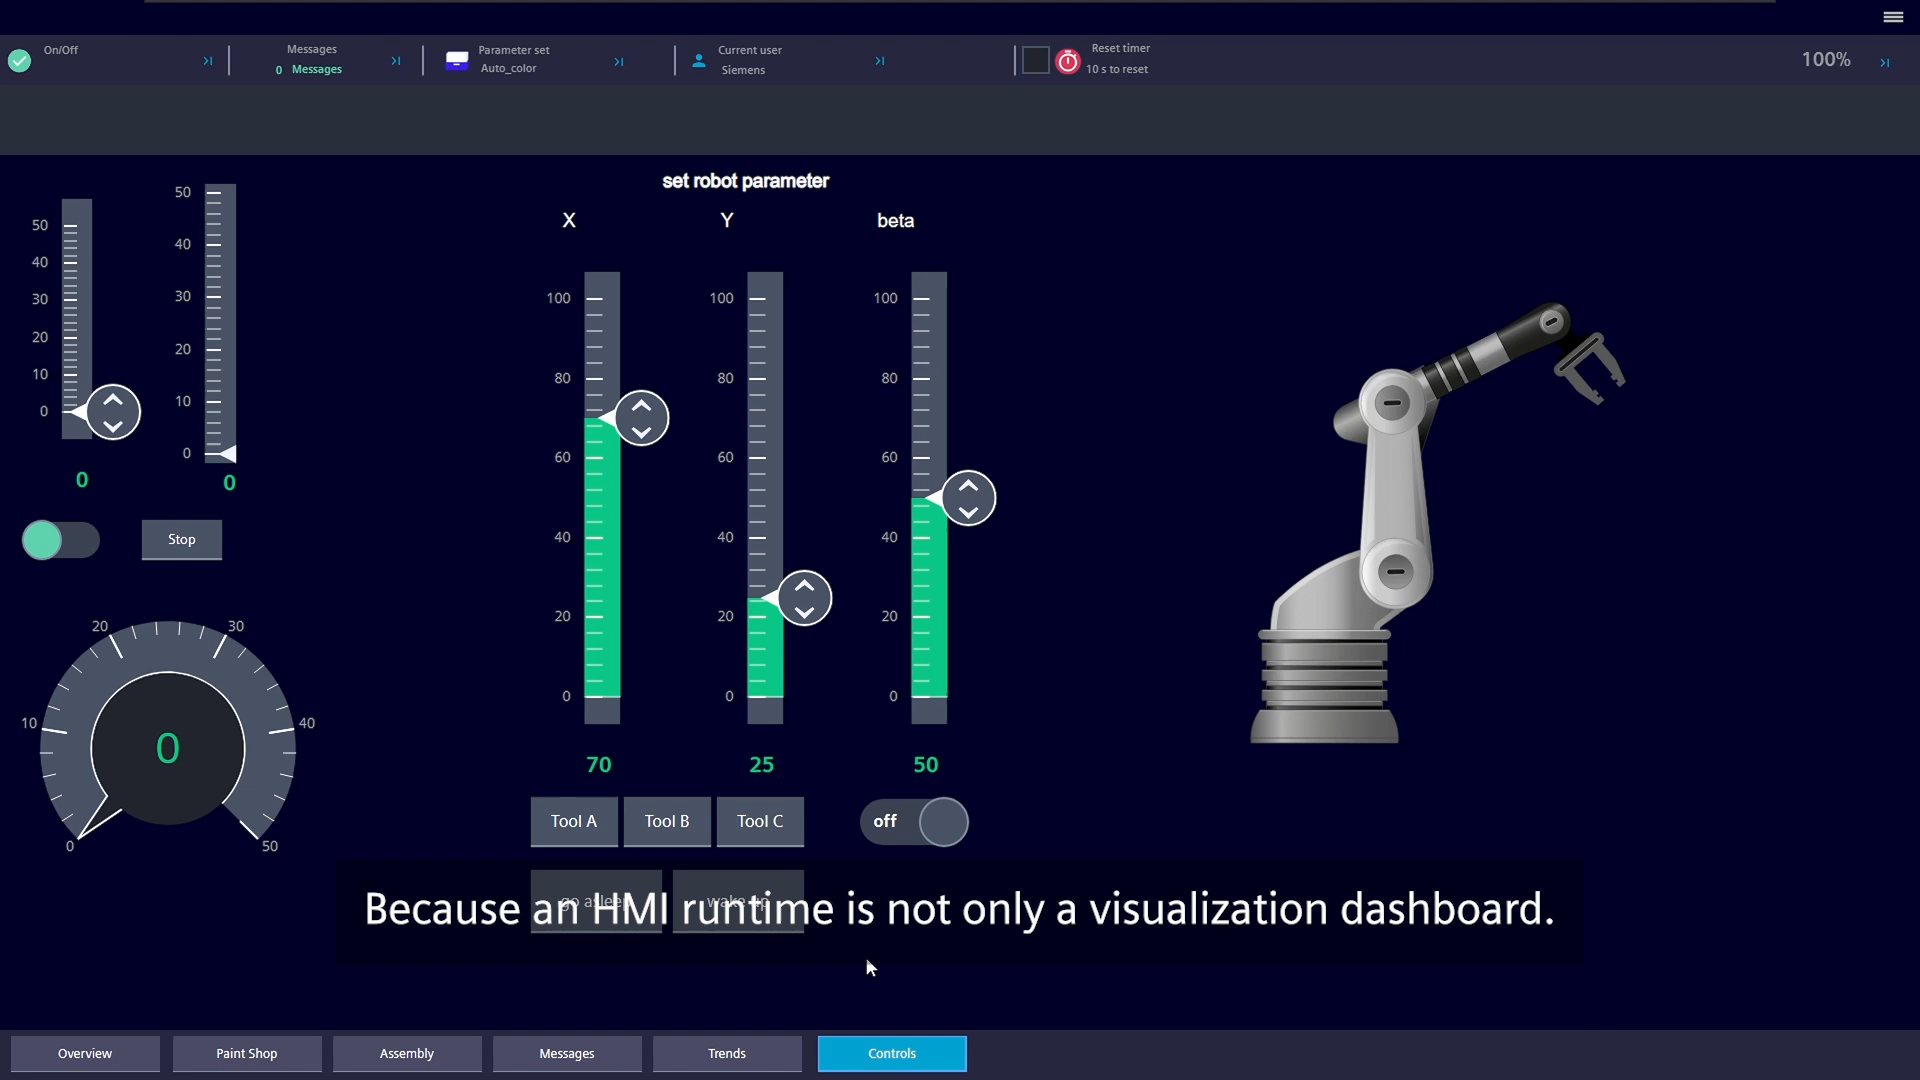 On/Off
Messages
0 Messages
Parameter set
Auto_color
Current user
Siemens
Reset timer
10 s to reset
100%
set robot parameter
X Y beta
50
40
30
20
10
0
0
50
40
30
20
10
0
0
Stop
20 30
10 40
0
0 50
100
80
60
40
20
0
70
100
80
60
40
20
0
25
100
80
60
40
20
0
50
Tool A Tool B Tool C off
go asleep wake up
Because an HMI runtime is not only a visualization dashboard.
Overview Paint Shop Assembly Messages Trends Controls